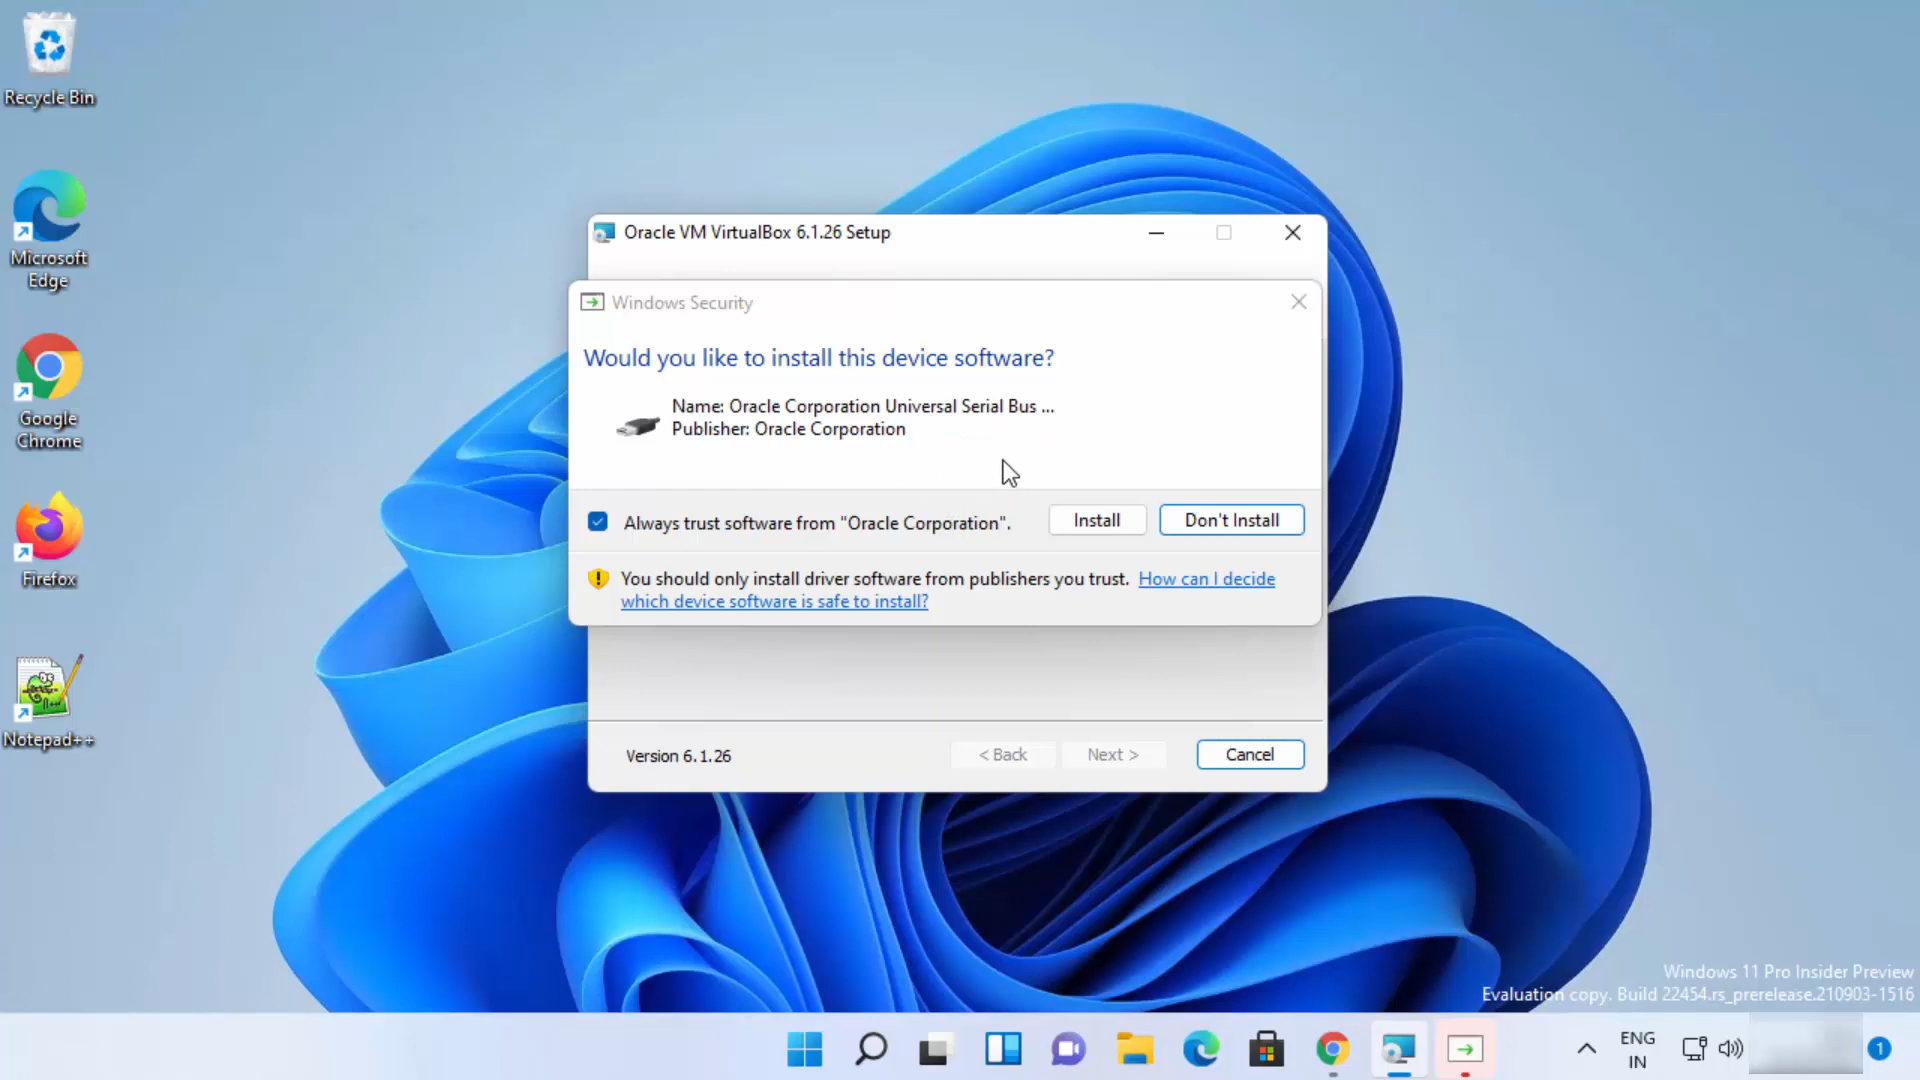 Recycle Bin
Microsoft
Edge
Google
Chrome
Firefox
Notepad++
Oracle VM VirtualBox 6.1.26 Setup
Windows Security
Would you like to install this device software?
Name: Oracle Corporation Universal Serial Bus ...
Publisher: Oracle Corporation
Always trust software from "Oracle Corporation".
Install
Don't Install
You should only install driver software from publishers you trust. How can I decide
which device software is safe to install?
Version 6.1.26
< Back
Next >
Cancel
Windows 11 Pro Insider Preview
Evaluation copy. Build 22454.rs_prerelease.210903-1516
ENG
IN
1